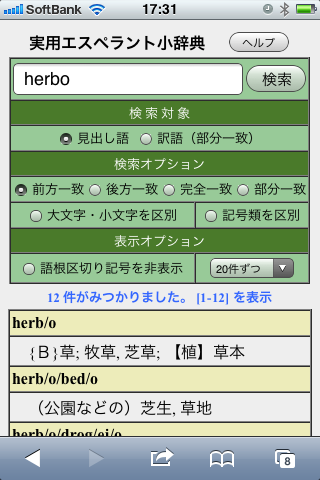 SoftBank 17:31
実用エスペラント小辞典 ヘルプ
herbo 検索
検索対象
見出し語 訳語（部分一致）
検索オプション
前方一致 後方一致 完全一致 部分一致
大文字・小文字を区別 記号類を区別
表示オプション
語根区切り記号を非表示 20件ずつ
12 件がみつかりました。 [1-12] を表示
herb/o
{B}草; 牧草, 芝草; 【植】草本
herb/o/bed/o
（公園などの）芝生, 草地
herb/o/drog/ej/o
8